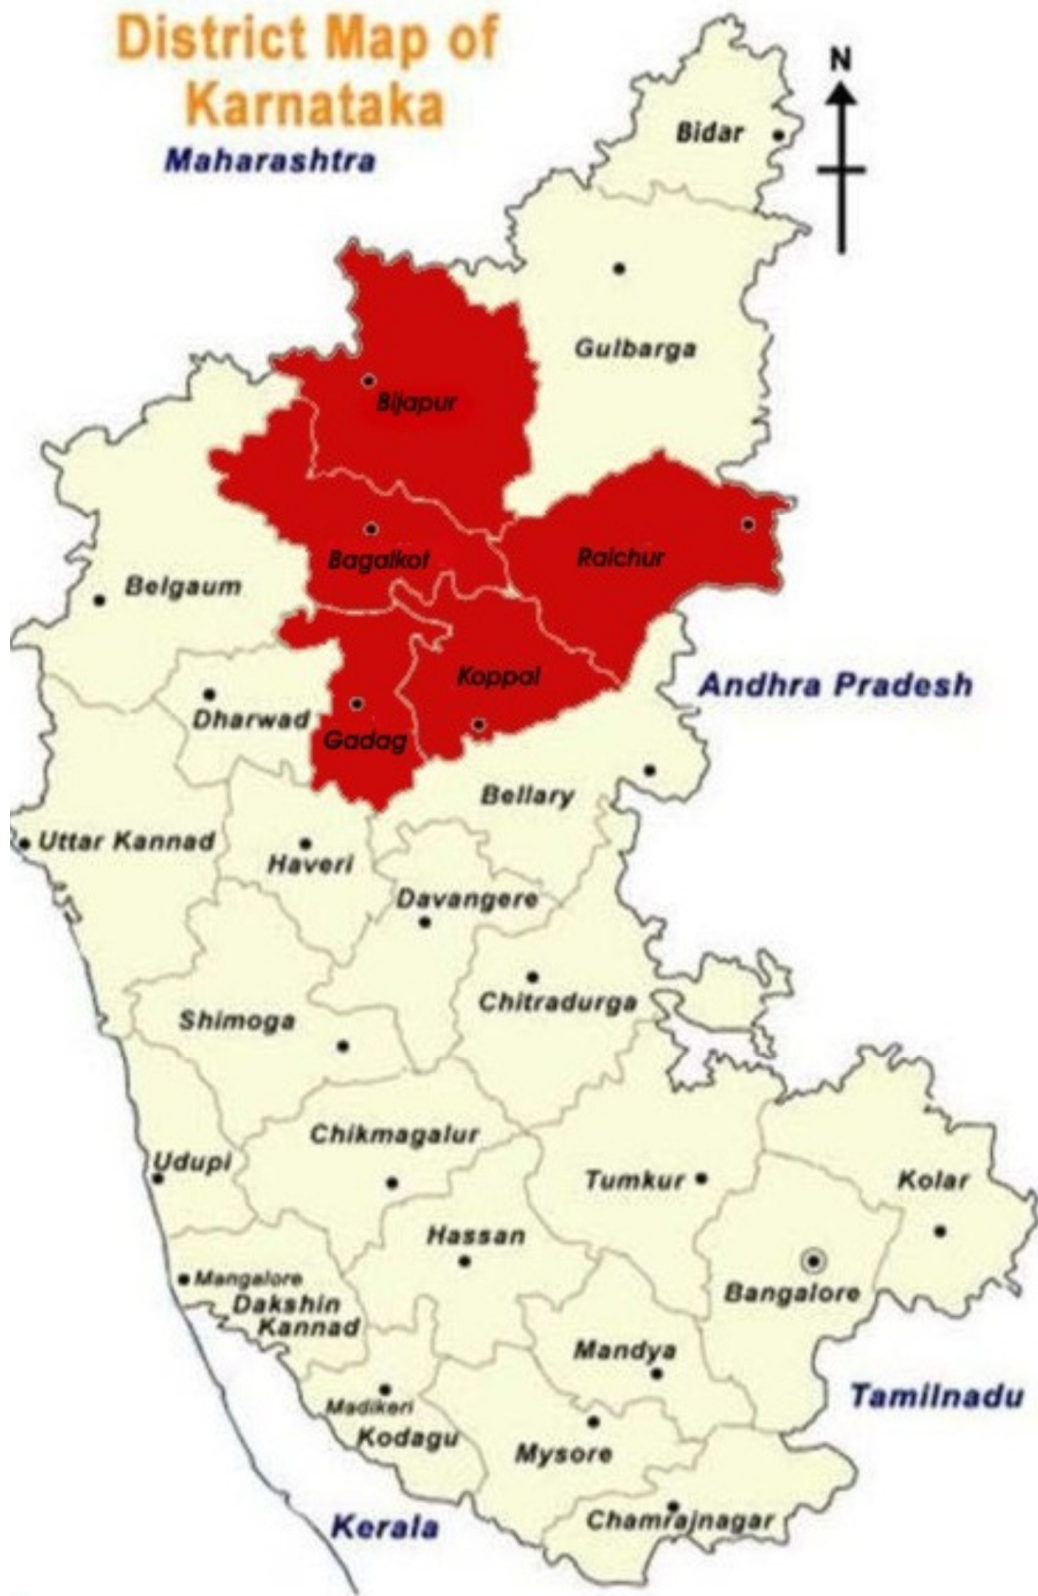 District Map of
Karnataka
Maharashtra
N
Bidar
Gulbarga
Bijapur
Bagalkot
Raichur
Belgaum
Koppal
Andhra Pradesh
Dharwad
Gadag
Bellary
Uttar Kannad
Haveri
Davangere
Chitradurga
Shimoga
Chikmagalur
Udupi
Tumkur
Kolar
Hassan
Mangalore
Dakshin
Kannad
Bangalore
Mandya
Tamilnadu
Madikeri
Kodagu
Mysore
Kerala
Chamrajnagar